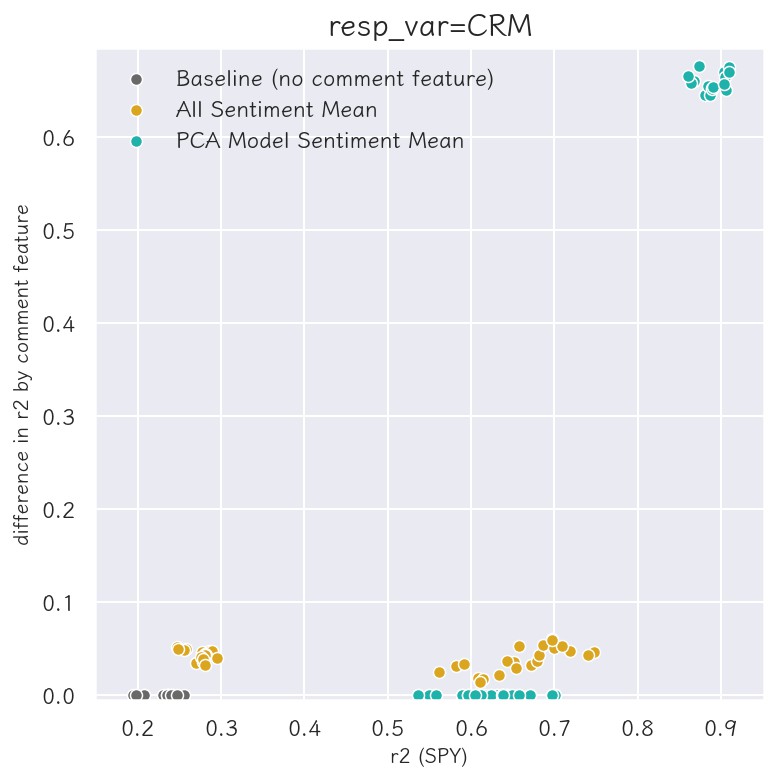 resp_var=CRM
Baseline (no comment feature)
All Sentiment Mean
PCA Model Sentiment Mean
difference in r2 by comment feature
0.6
0.5
0.4
0.3
0.2
0.1
0.0
0.2 0.3 0.4 0.5 0.6 0.7 0.8 0.9
r2 (SPY)